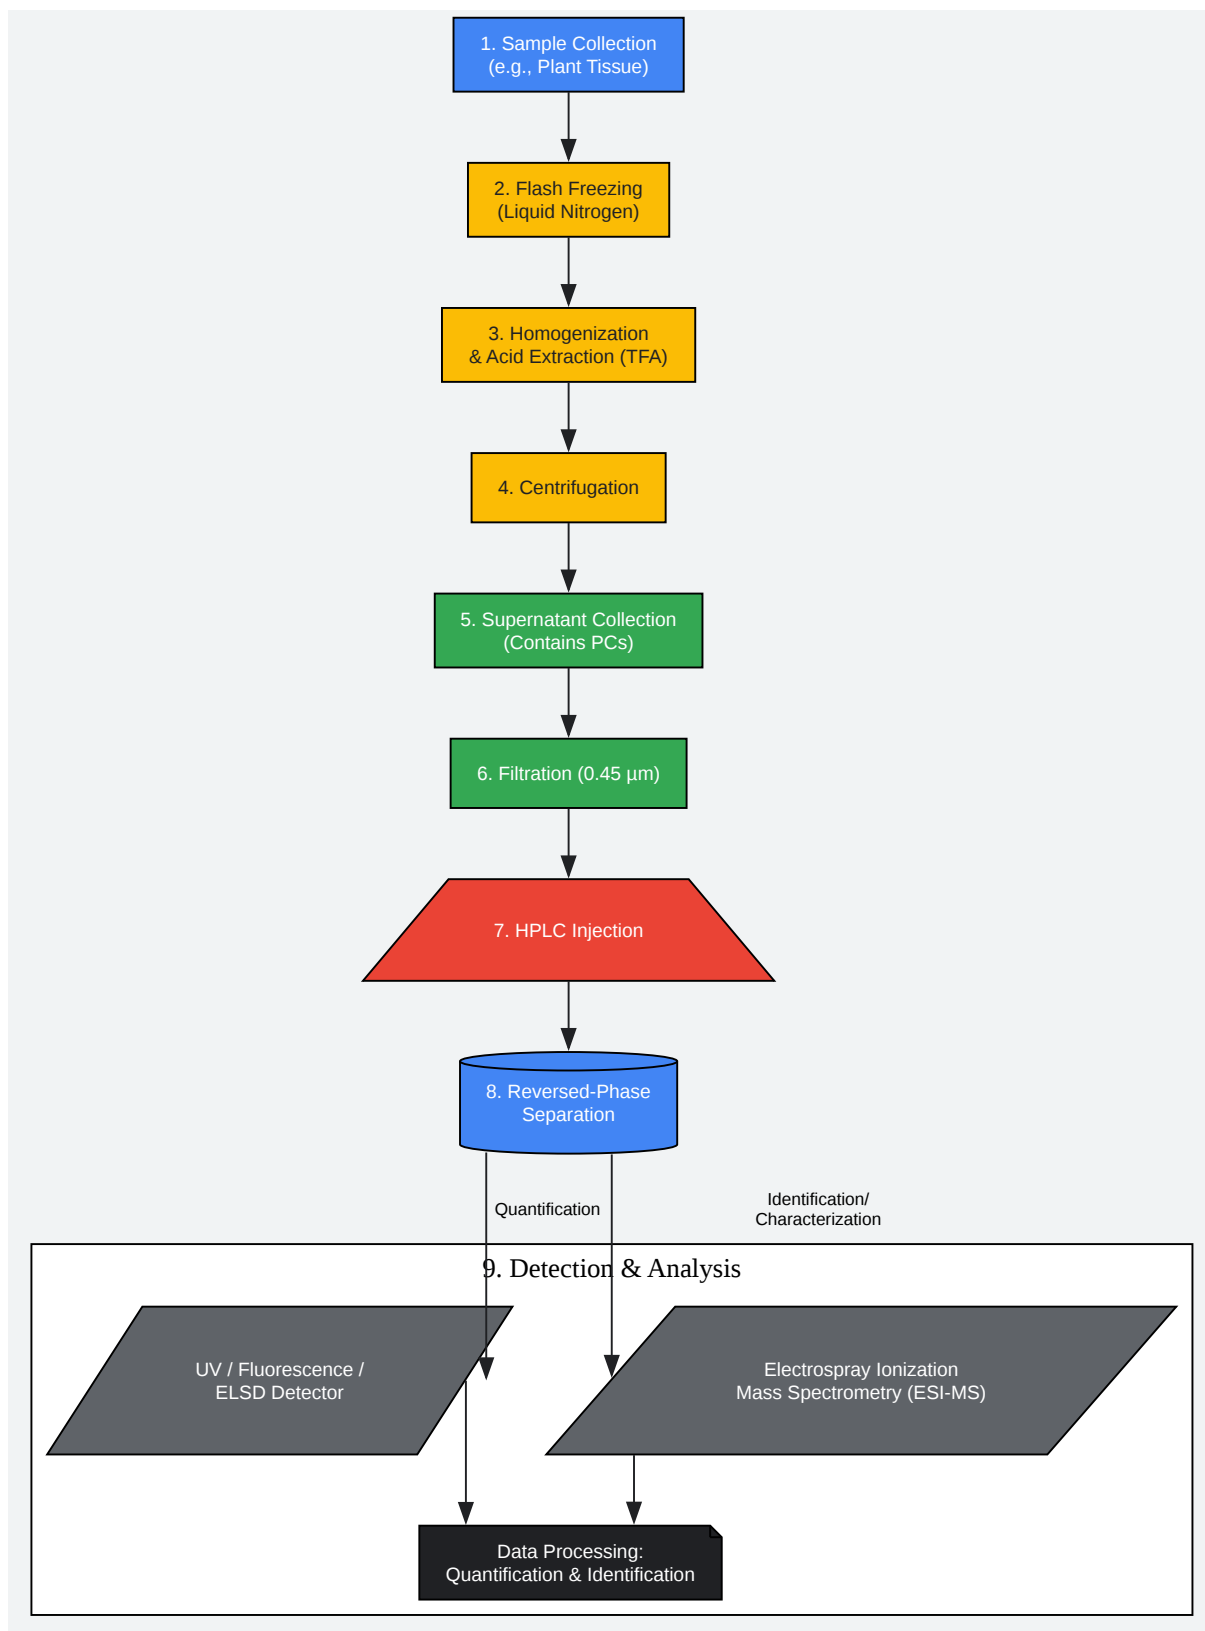 1. Sample Collection
(e.g., Plant Tissue)
2. Flash Freezing
(Liquid Nitrogen)
3. Homogenization
& Acid Extraction (TFA)
4. Centrifugation
5. Supernatant Collection
(Contains PCs)
6. Filtration (0.45 µm)
7. HPLC Injection
8. Reversed-Phase
Separation
Quantification
Identification/
Characterization
9. Detection & Analysis
UV / Fluorescence /
ELSD Detector
Electrospray Ionization
Mass Spectrometry (ESI-MS)
Data Processing:
Quantification & Identification